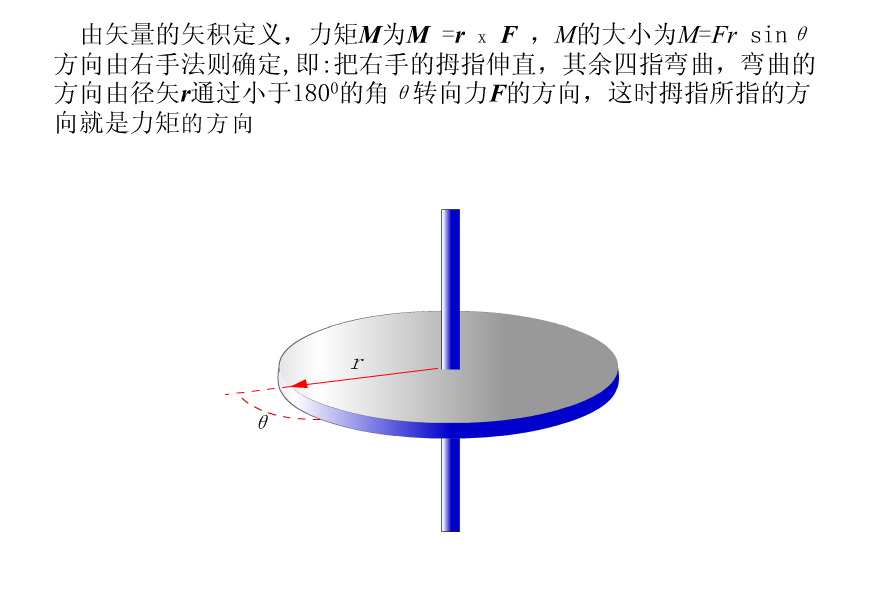 由矢量的矢积定义，力矩M为M =r x F ，M的大小为M=Fr sin θ
方向由右手法则确定,即:把右手的拇指伸直，其余四指弯曲，弯曲的
方向由径矢r通过小于180⁰的角 θ转向力F的方向，这时拇指所指的方
向就是力矩的方向
r
θ